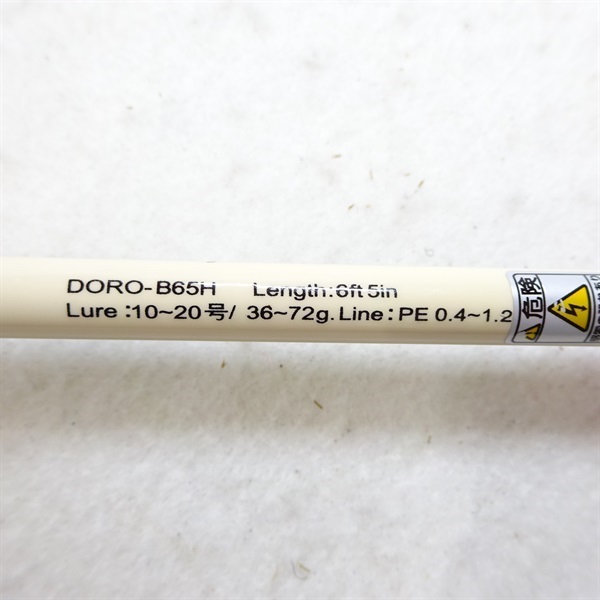 DORO-B65H Length:6ft 5in
Lure :10~20号/ 36~72g. Line : PE 0.4~1.2
危険